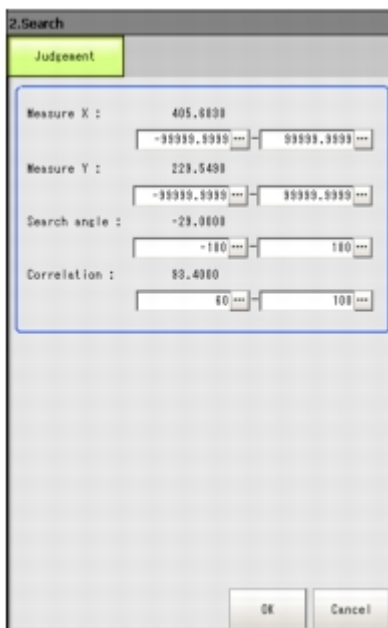 2.Search
Judgement
Measure X : 405.6030
-99999.9999 ... - 99999.9999 ...
Measure Y : 229.5490
-99999.9999 ... - 99999.9999 ...
Search angle : -29.0000
-180 ... - 180 ...
Correlation : 93.4000
60 ... - 100 ...
OK Cancel